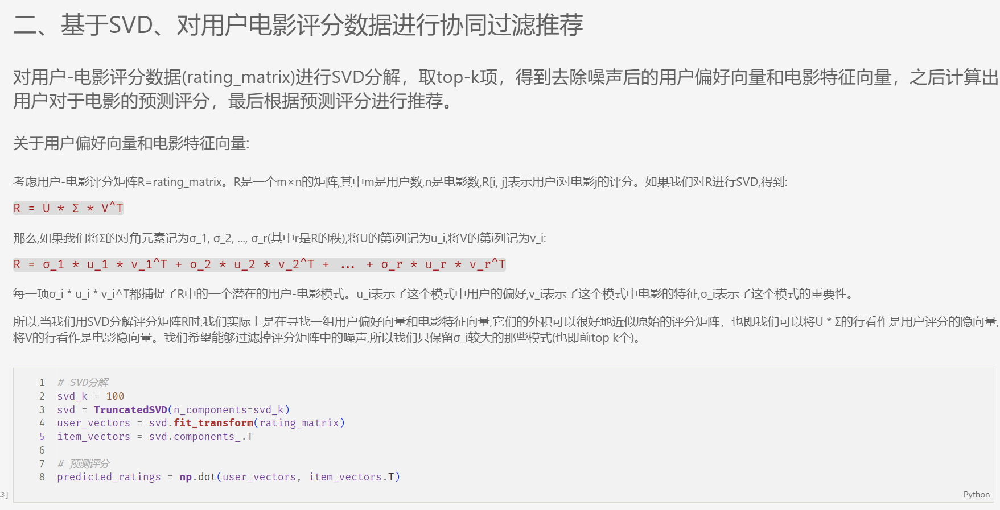 二、基于SVD、对用户电影评分数据进行协同过滤推荐
对用户-电影评分数据(rating_matrix)进行SVD分解，取top-k项，得到去除噪声后的用户偏好向量和电影特征向量，之后计算出
用户对于电影的预测评分，最后根据预测评分进行推荐。
关于用户偏好向量和电影特征向量:
考虑用户-电影评分矩阵R=rating_matrix。R是一个m×n的矩阵,其中m是用户数,n是电影数,R[i, j]表示用户i对电影j的评分。如果我们对R进行SVD,得到:
R = U * Σ * V^T
那么,如果我们将Σ的对角元素记为σ_1, σ_2, ..., σ_r(其中r是R的秩),将U的第i列记为u_i,将V的第i列记为v_i:
R = σ_1 * u_1 * v_1^T + σ_2 * u_2 * v_2^T + ... + σ_r * u_r * v_r^T
每一项σ_i * u_i * v_i^T都捕捉了R中的一个潜在的用户-电影模式。u_i表示了这个模式中用户的偏好,v_i表示了这个模式中电影的特征,σ_i表示了这个模式的重要性。
所以,当我们用SVD分解评分矩阵R时,我们实际上是在寻找一组用户偏好向量和电影特征向量,它们的外积可以很好地近似原始的评分矩阵，也即我们可以将U * Σ的行看作是用户评分的隐向量,
将V的行看作是电影隐向量。我们希望能够过滤掉评分矩阵中的噪声,所以我们只保留σ_i较大的那些模式(也即前top k个)。
1 # SVD分解
2 svd_k = 100
3 svd = TruncatedSVD(n_components=svd_k)
4 user_vectors = svd.fit_transform(rating_matrix)
5 item_vectors = svd.components_.T
6
7 # 预测评分
8 predicted_ratings = np.dot(user_vectors, item_vectors.T)
3]
Python